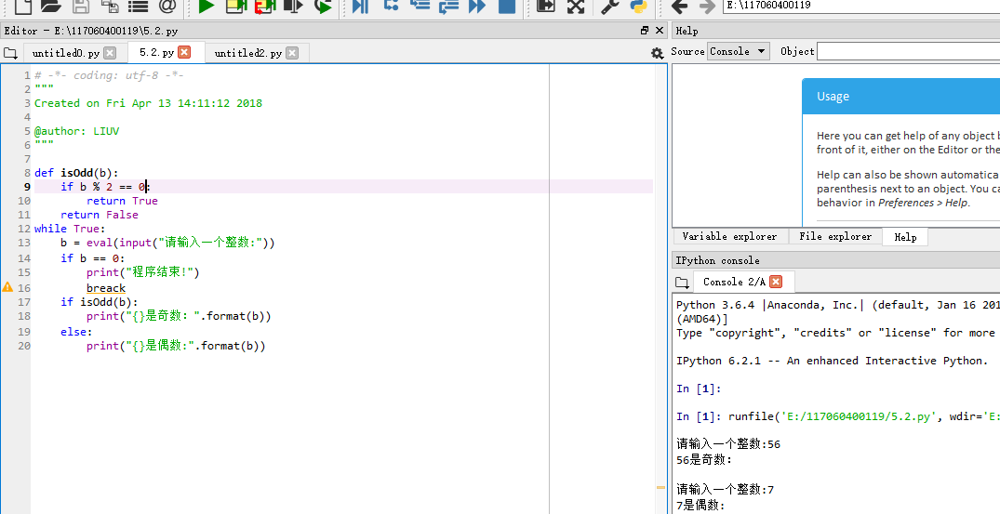 @
E:\117060400119
Editor - E:\117060400119\5.2.py
Help
untitled0.py
5.2.py
untitled2.py
Source
Console
Object
1 # -*- coding: utf-8 -*-
2 """
3 Created on Fri Apr 13 14:11:12 2018
4
5 @author: LIUV
6 """
7
8 def isOdd(b):
9 if b % 2 == 0:
10 return True
11 return False
12 while True:
13 b = eval(input("请输入一个整数:"))
14 if b == 0:
15 print("程序结束!")
16 breack
17 if isOdd(b):
18 print("{}是奇数: ".format(b))
19 else:
20 print("{}是偶数:".format(b))
Usage
Here you can get help of any object b
front of it, either on the Editor or the
Help can also be shown automatica
parenthesis next to an object. You ca
behavior in Preferences > Help.
Variable explorer
File explorer
Help
IPython console
Console 2/A
Python 3.6.4 |Anaconda, Inc.| (default, Jan 16 201
(AMD64)]
Type "copyright", "credits" or "license" for more
IPython 6.2.1 -- An enhanced Interactive Python.
In [1]:
In [1]: runfile('E:/117060400119/5.2.py', wdir='E:
请输入一个整数:56
56是奇数:
请输入一个整数:7
7是偶数: